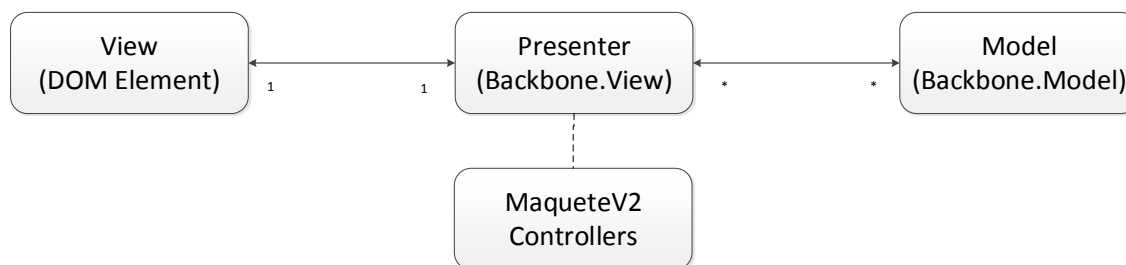 View
(DOM Element)
1
1
Presenter
(Backbone.View)
*
*
Model
(Backbone.Model)
MaqueteV2
Controllers